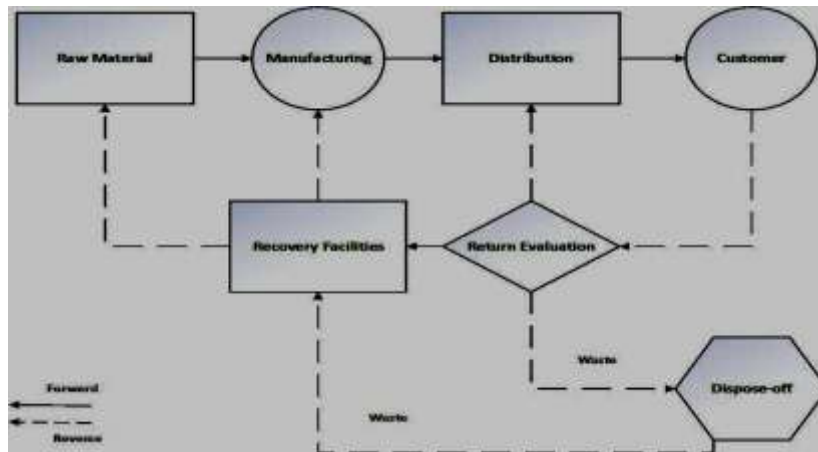 Raw Material
Manufacturing
Distribution
Customer
Recovery Facilities
Return Evaluation
Waste
Dispose-off
Forward
Waste
Reverse